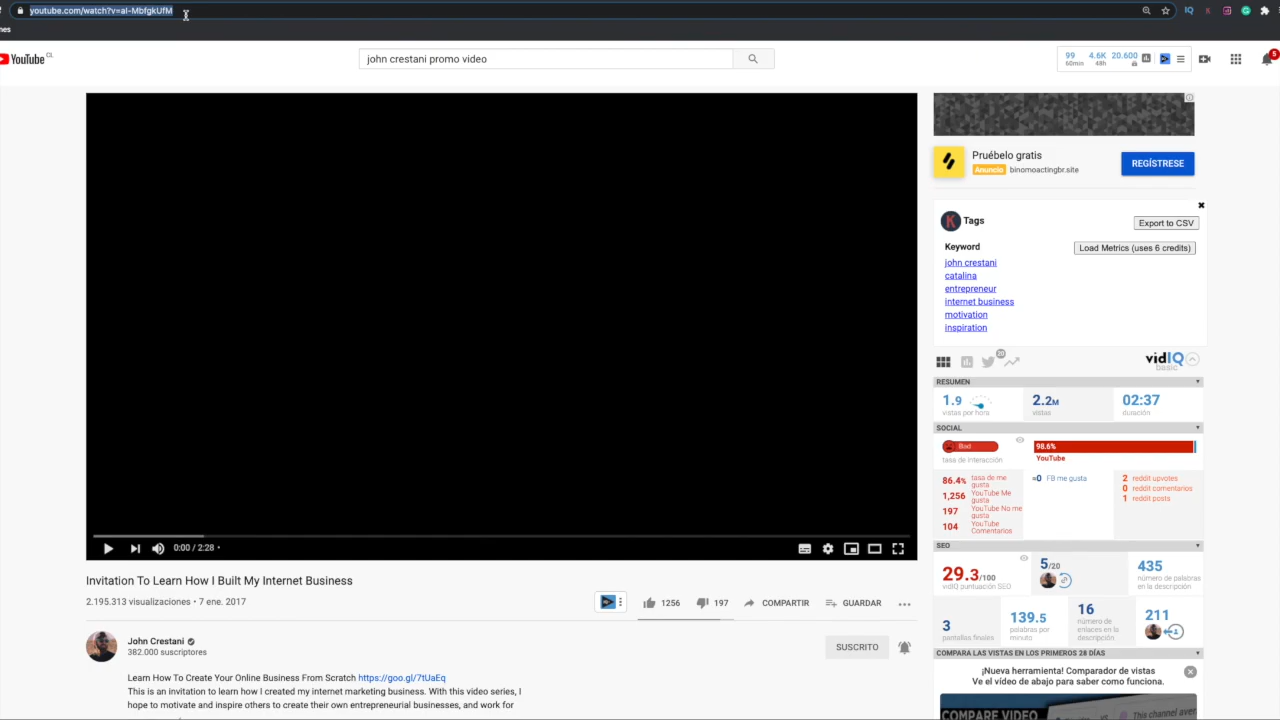 youtube.com/watch?v=aI-MbfgkUfM
nes
YouTube CL
john crestani promo video
99 4.6K 20.600
60min 48h
5
Pruébelo gratis
Anuncio binomoactingbr.site
REGÍSTRESE
Tags
Export to CSV
Keyword
Load Metrics (uses 6 credits)
john crestani
catalina
entrepreneur
internet business
motivation
inspiration
20
vidIQ
basic
RESUMEN
1.9 2.2M 02:37
vistas por hora vistas duración
SOCIAL
Bad 98.6%
tasa de Interacción YouTube
86.4% tasa de me gusta
1,256 YouTube Me gusta
197 YouTube No me gusta
104 YouTube Comentarios
≈0 FB me gusta
2 reddit upvotes
0 reddit comentarios
1 reddit posts
SEO
29.3/100
vidIQ puntuación SEO
5/20
435
número de palabras
en la descripción
3
pantallas finales
139.5
palabras por
minuto
16
número de
enlaces en la
descripción
211
COMPARA LAS VISTAS EN LOS PRIMEROS 28 DÍAS
¡Nueva herramienta! Comparador de vistas
Ve el vídeo de abajo para saber como funciona.
COMPARE VIDEO
This channel aver
0:00 / 2:28
Invitation To Learn How I Built My Internet Business
2.195.313 visualizaciones • 7 ene. 2017
1256 197 COMPARTIR GUARDAR
John Crestani
382.000 suscriptores
SUSCRITO
Learn How To Create Your Online Business From Scratch https://goo.gl/7tUaEq
This is an invitation to learn how I created my internet marketing business. With this video series, I
hope to motivate and inspire others to create their own entrepreneurial businesses, and work for